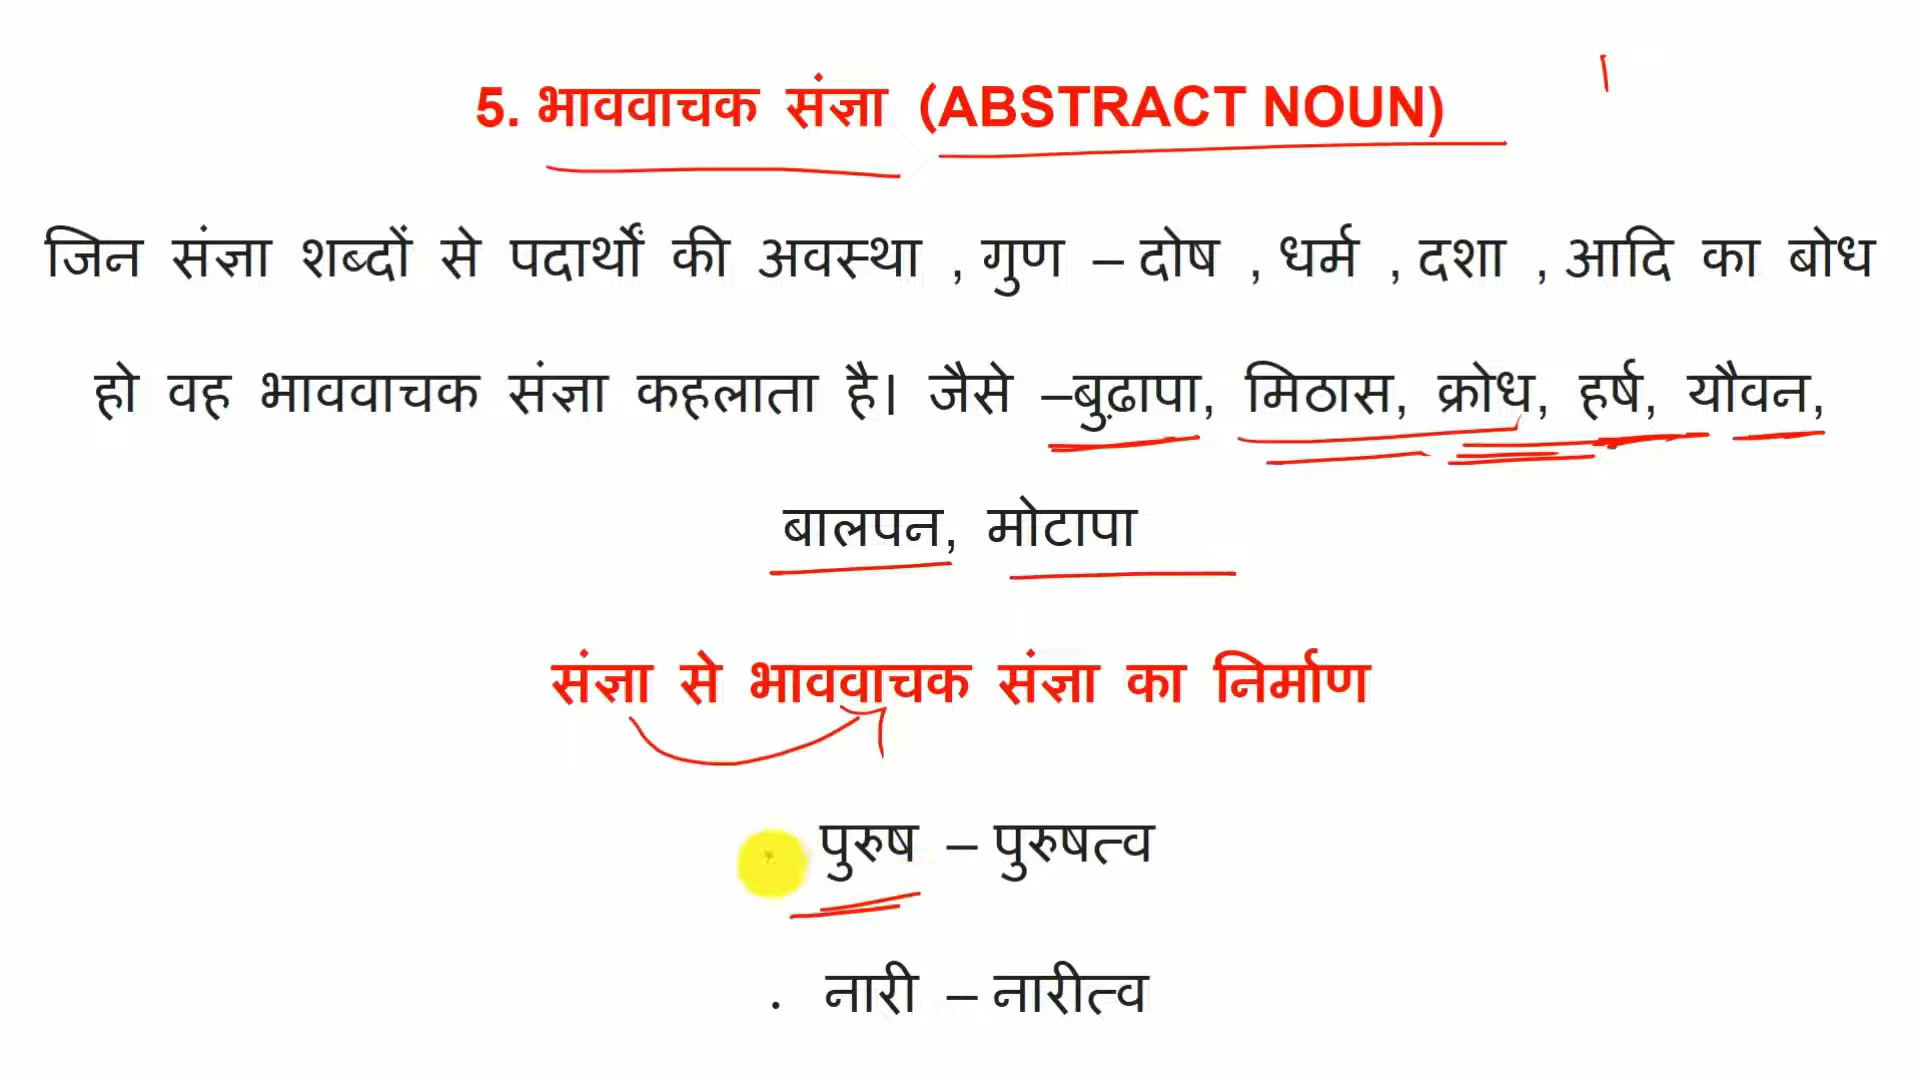 5. भाववाचक संज्ञा (ABSTRACT NOUN)
जिन संज्ञा शब्दों से पदार्थों की अवस्था , गुण – दोष , धर्म , दशा , आदि का बोध
हो वह भाववाचक संज्ञा कहलाता है। जैसे –बुढ़ापा, मिठास, क्रोध, हर्ष, यौवन,
बालपन, मोटापा
संज्ञा से भाववाचक संज्ञा का निर्माण
पुरुष – पुरुषत्व
. नारी – नारीत्व